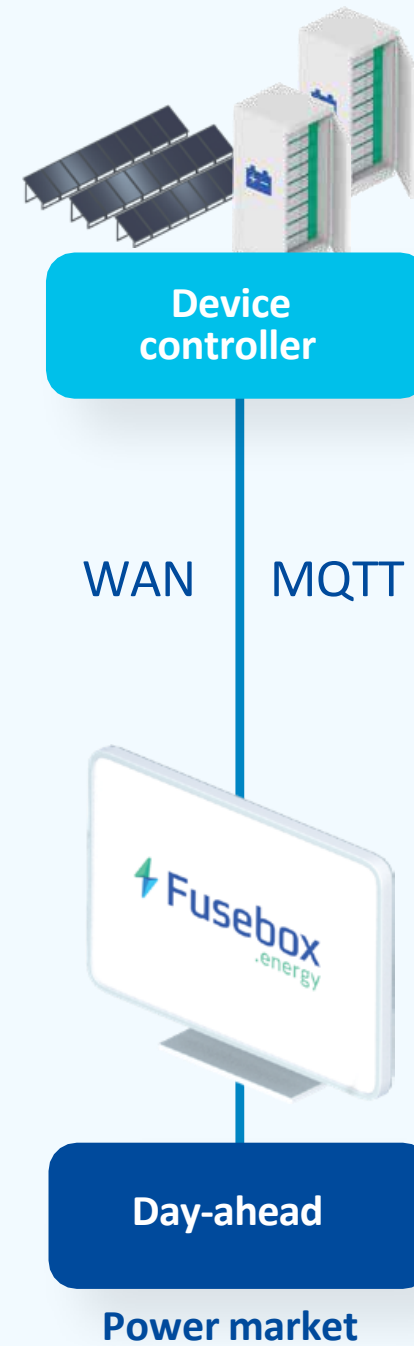 Device
controller
WAN MQTT
Fusebox
.energy
Day-ahead
Power market